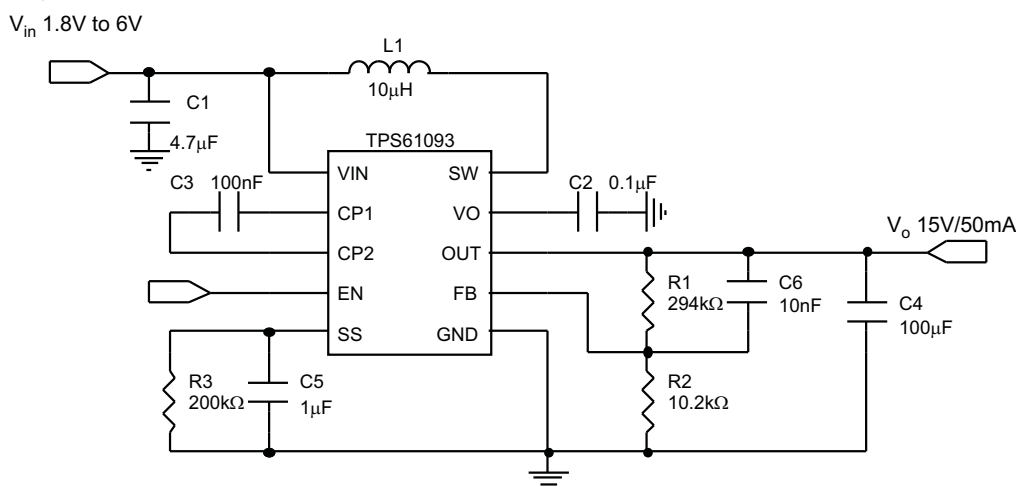 Vin 1.8V to 6V
L1
10μH
C1
4.7μF
TPS61093
C3 100nF
VIN
SW
C2 0.1μF
CP1
VO
Vo 15V/50mA
CP2
OUT
R1
294kΩ
C6
10nF
EN
FB
C4
100μF
SS
GND
R3
200kΩ
C5
1μF
R2
10.2kΩ